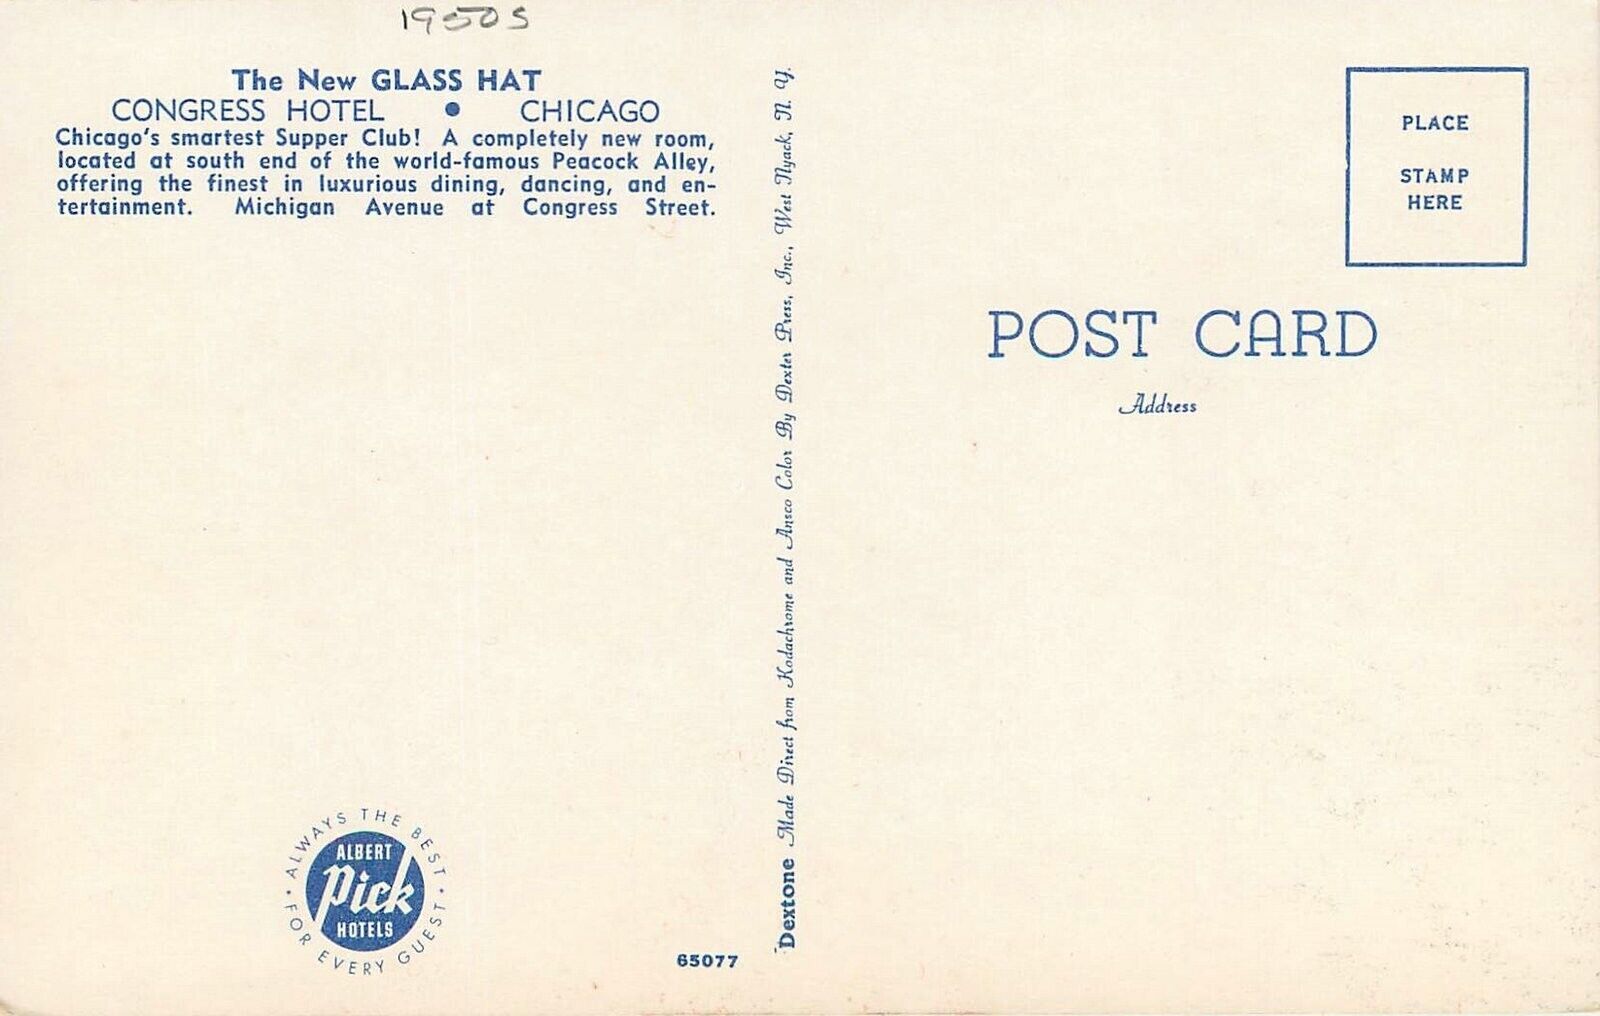 1950s
The New GLASS HAT
CONGRESS HOTEL • CHICAGO
Chicago's smartest Supper Club! A completely new room,
located at south end of the world-famous Peacock Alley,
offering the finest in luxurious dining, dancing, and en-
tertainment. Michigan Avenue at Congress Street.
ALWAYS THE BEST • FOR EVERY GUEST •
ALBERT
Pick
HOTELS
65077
Dextone Made Direct from Kodachrome and Ansco Color By Dexter Press, Inc., West Nyack, N. Y.
PLACE
STAMP
HERE
POST CARD
Address